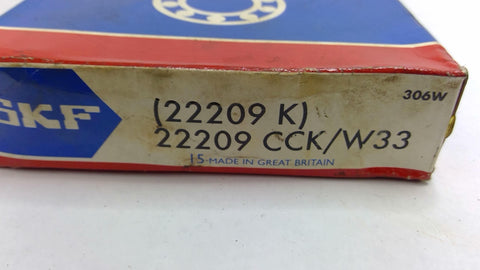 306W
SKF
(22209 K)
22209 CCK/W33
15-MADE IN GREAT BRITAIN